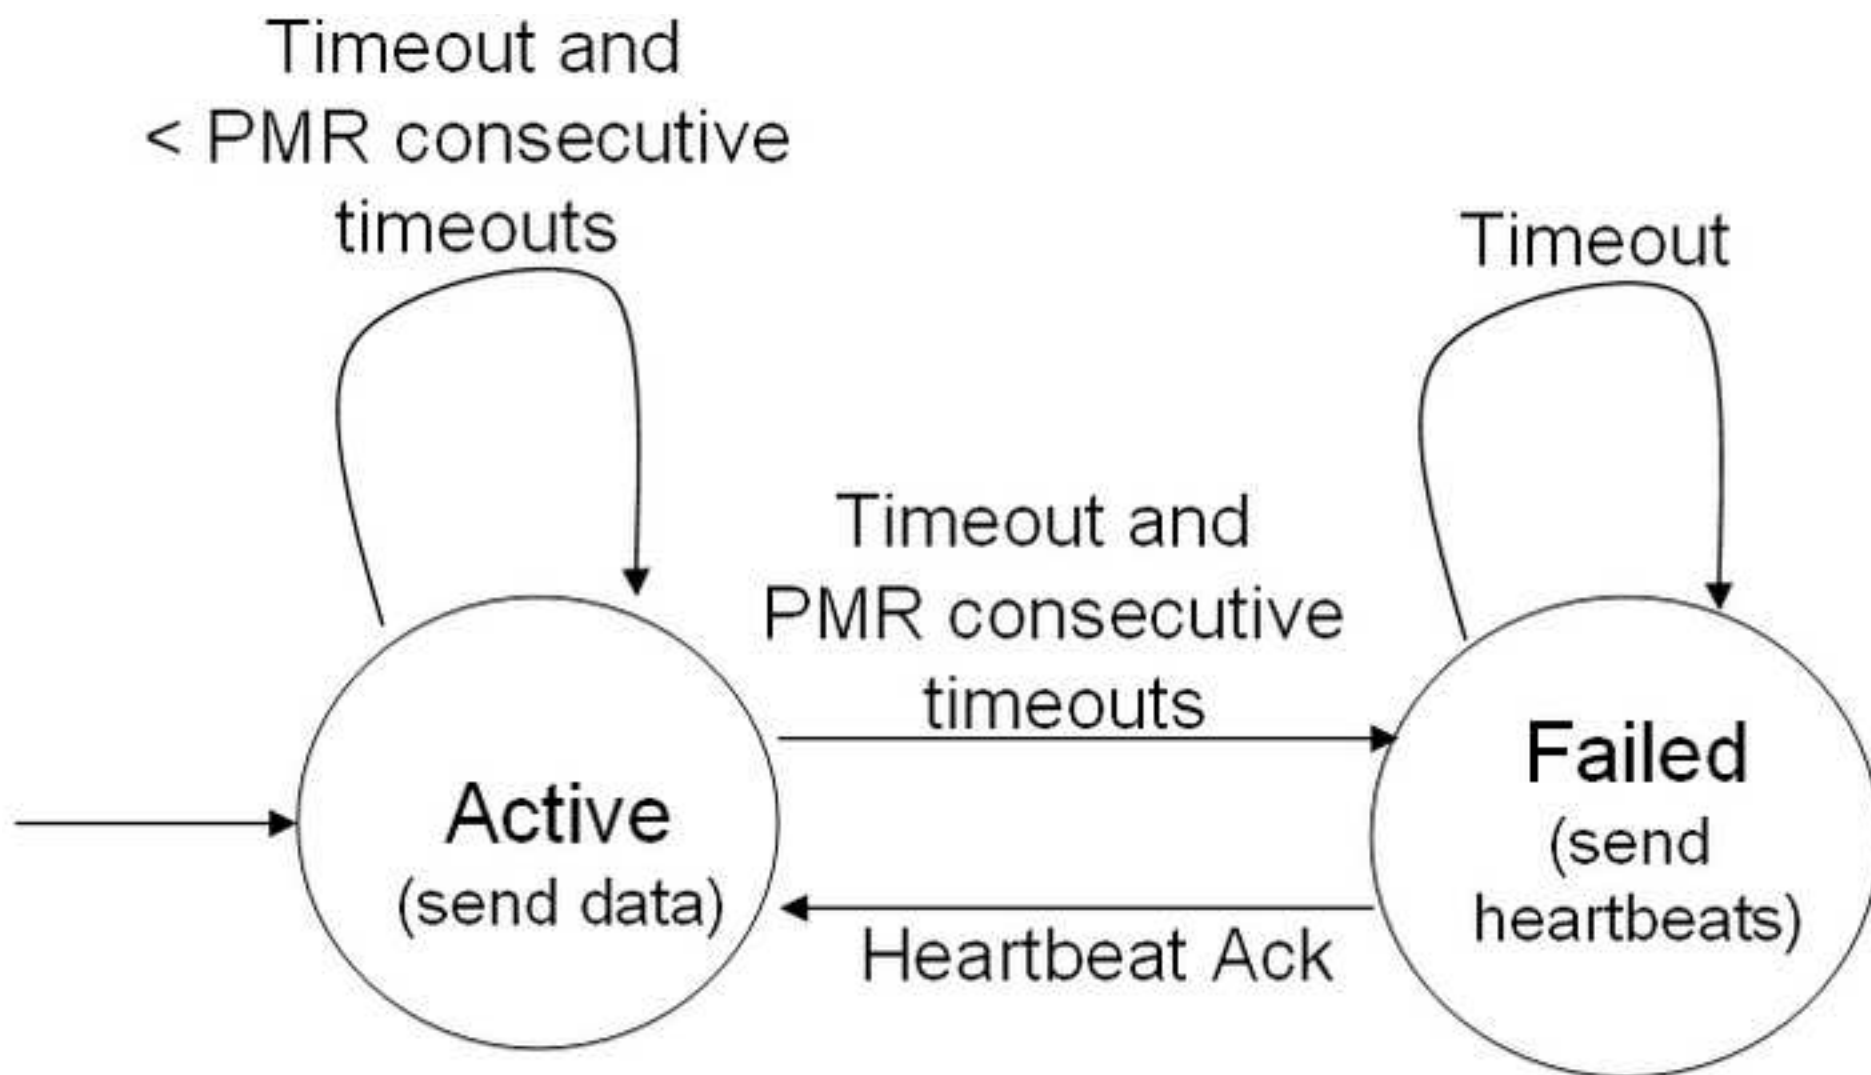 Timeout and
< PMR consecutive
timeouts
Timeout
Timeout and
PMR consecutive
timeouts
Active
(send data)
Failed
(send
heartbeats)
Heartbeat Ack